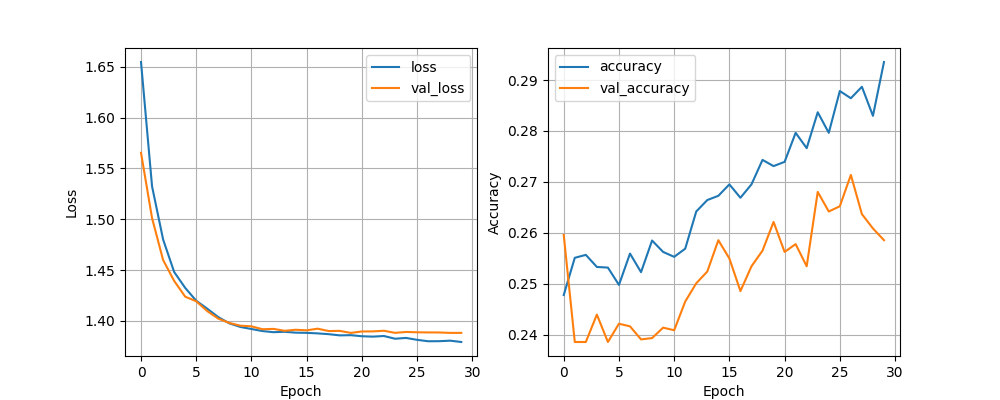 1.65
1.60
1.55
1.50
1.45
1.40
Loss
loss
val_loss
0 5 10 15 20 25 30
Epoch
0.29
0.28
0.27
0.26
0.25
0.24
Accuracy
accuracy
val_accuracy
0 5 10 15 20 25 30
Epoch